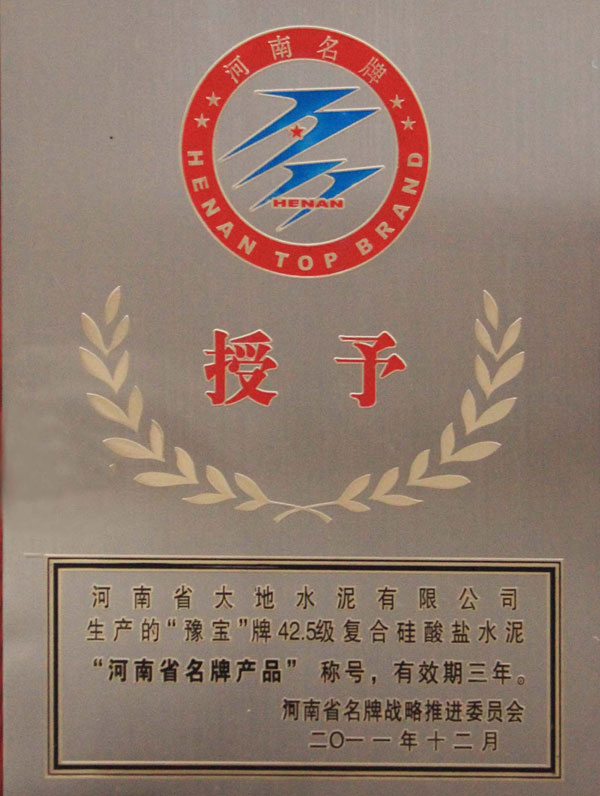 河南名牌
HENAN
HENAN TOP BRAND
授予
河南省大地水泥有限公司
生产的“豫宝”牌42.5级复合硅酸盐水泥
“河南省名牌产品” 称号，有效期三年。
河南省名牌战略推进委员会
二〇一一年十二月